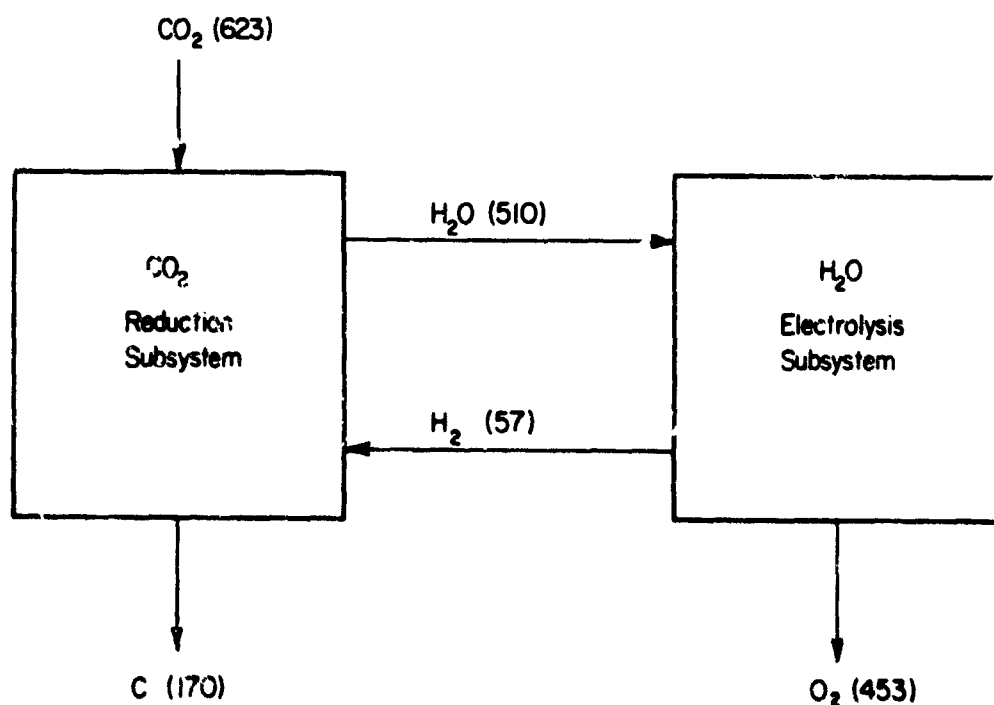 CO₂ (623)
H₂O (510)
CO₂
Reduction
Subsystem
H₂O
Electrolysis
Subsystem
H₂ (57)
C (170)
O₂ (453)